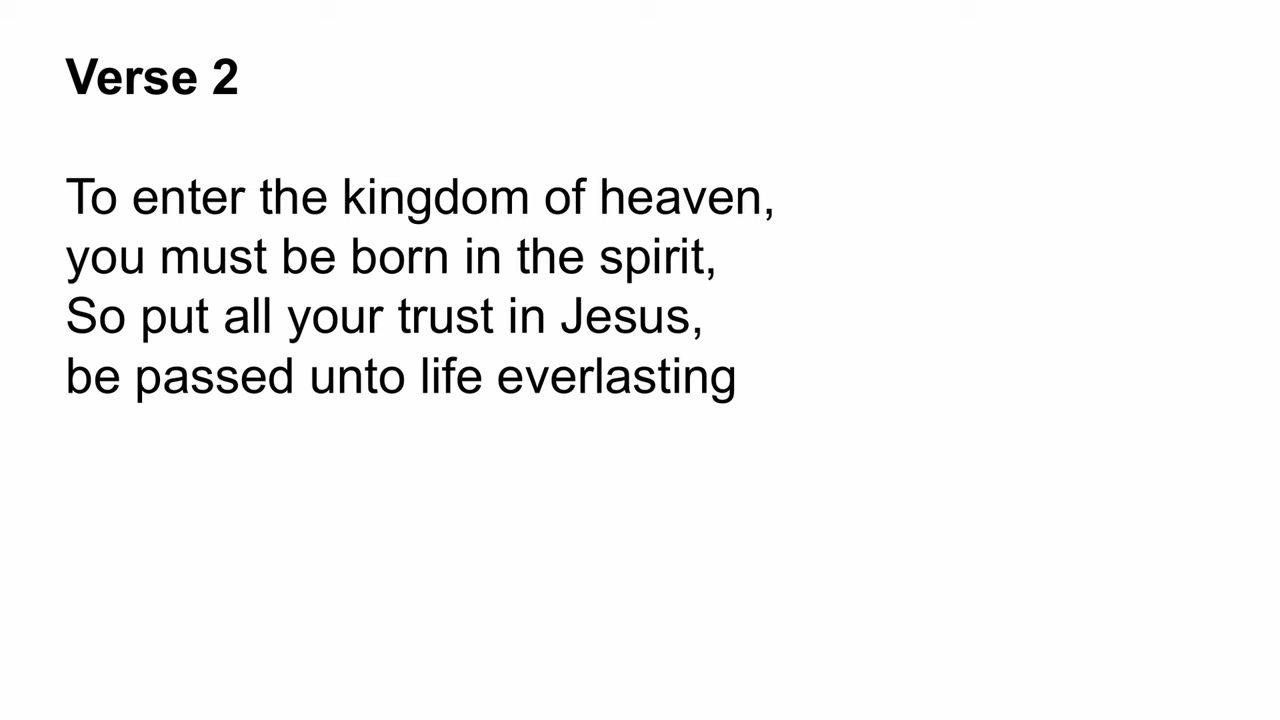 Verse 2
To enter the kingdom of heaven,
you must be born in the spirit,
So put all your trust in Jesus,
be passed unto life everlasting